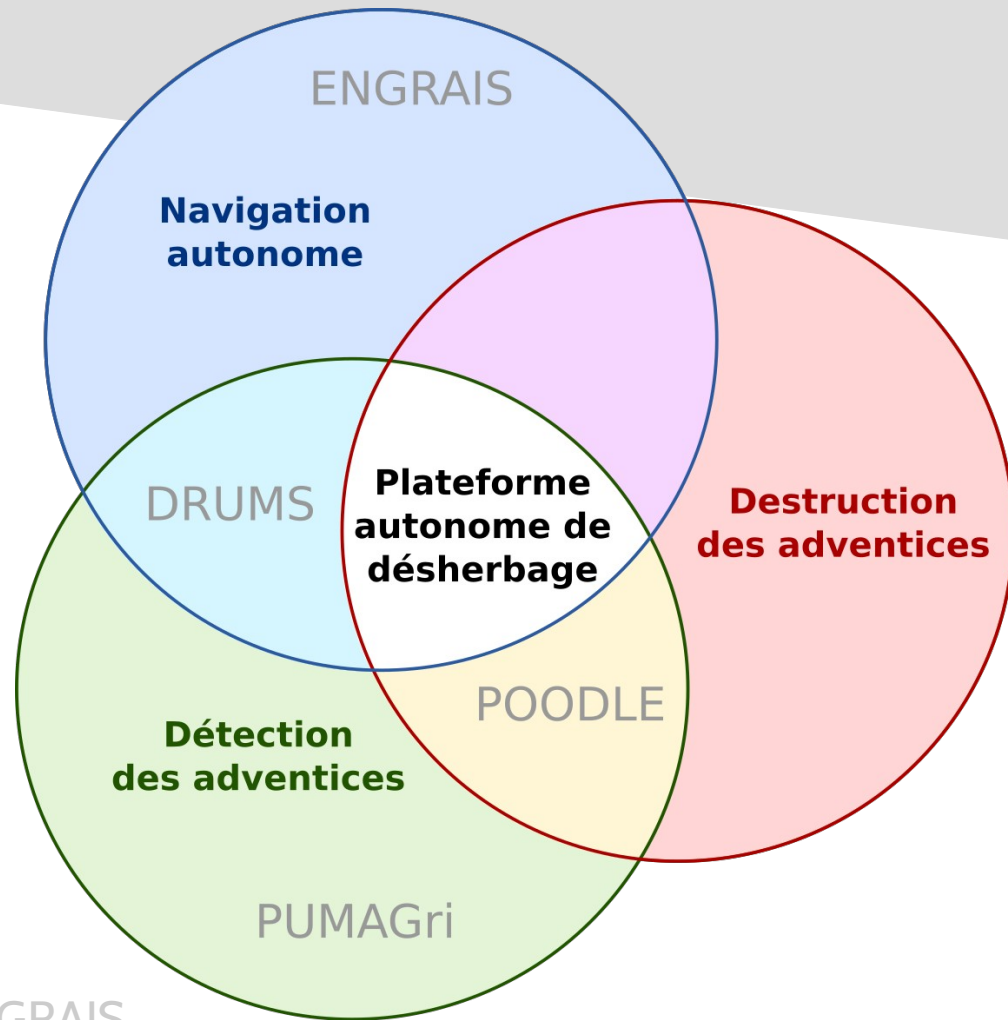 ENGRAIS
Navigation
autonome
DRUMS
Plateforme
autonome de
désherbage
Destruction
des adventices
POODLE
Détection
des adventices
PUMAGri